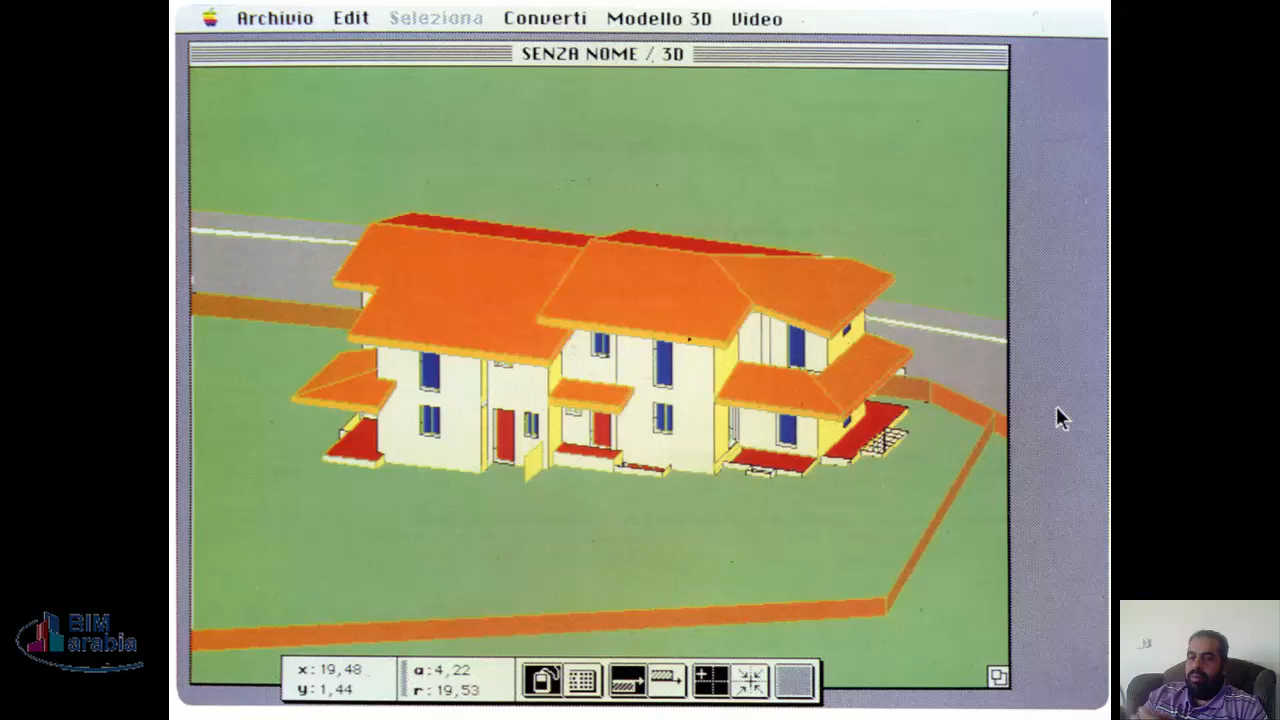 Archivio Edit Seleziona Converti Modello 3D Video
SENZA NOME / 3D
x: 19,48 a: 4,22
y: 1,44 r: 19,53
BIM
arabia